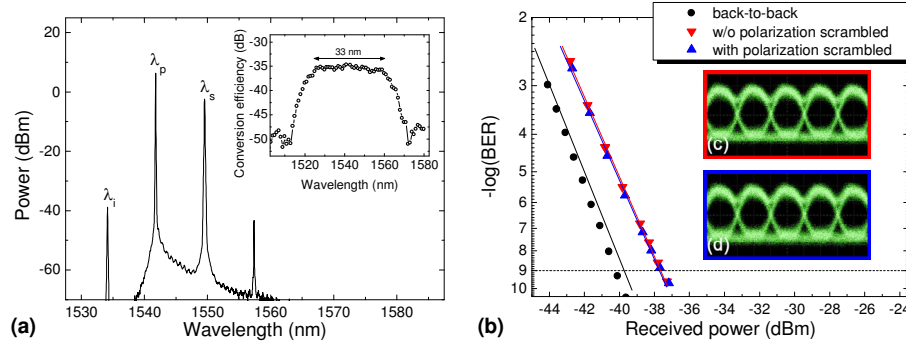 20
0
-20
-40
-60
Power (dBm)
λp
λs
λi
1530
1540
1550
1560
1570
1580
Wavelength (nm)
(a)
33 nm
-35
-40
-45
-50
Conversion efficiency (dB)
1520
1540
1560
1580
Wavelength (nm)
back-to-back
w/o polarization scrambled
with polarization scrambled
2
3
4
5
6
7
8
9
10
-log(BER)
(c)
(d)
-44
-42
-40
-38
-36
-34
-32
-30
-28
-26
-24
Received power (dBm)
(b)